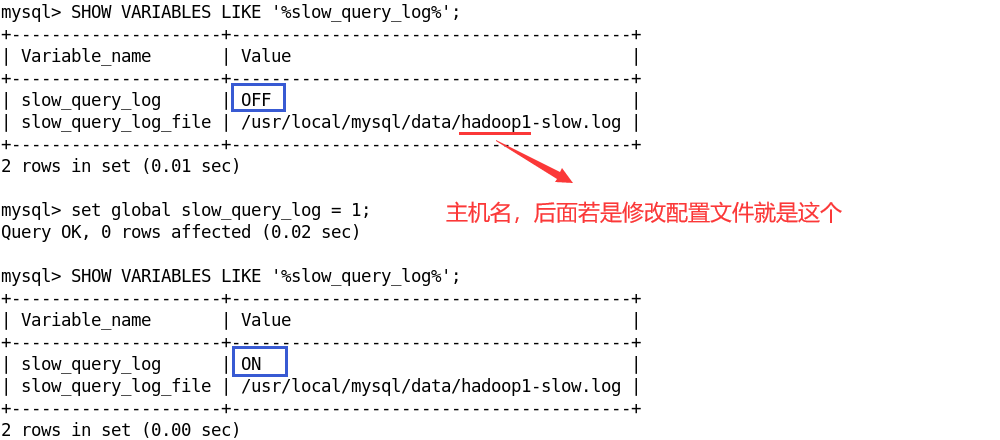 mysql> SHOW VARIABLES LIKE '%slow_query_log%';
+---------------------+----------------------------------------+
| Variable_name       | Value                                  |
+---------------------+----------------------------------------+
| slow_query_log      | OFF                                    |
| slow_query_log_file | /usr/local/mysql/data/hadoop1-slow.log |
+---------------------+----------------------------------------+
2 rows in set (0.01 sec)
mysql> set global slow_query_log = 1;
主机名，后面若是修改配置文件就是这个
Query OK, 0 rows affected (0.02 sec)
mysql> SHOW VARIABLES LIKE '%slow_query_log%';
+---------------------+----------------------------------------+
| Variable_name       | Value                                  |
+---------------------+----------------------------------------+
| slow_query_log      | ON                                     |
| slow_query_log_file | /usr/local/mysql/data/hadoop1-slow.log |
+---------------------+----------------------------------------+
2 rows in set (0.00 sec)